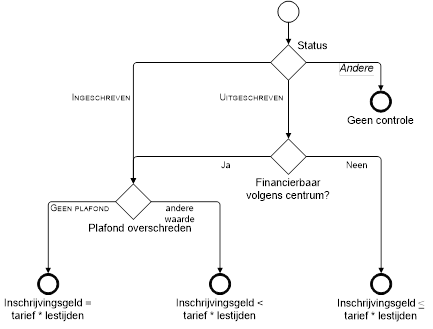 Status
Andere
INGESCHREVEN
UITGESCHREVEN
Geen controle
Ja
Neen
Financierbaar
volgens centrum?
GEEN PLAFOND
andere
waarde
Plafond overschreden
Inschrijvingsgeld =
tarief * lestijden
Inschrijvingsgeld <
tarief * lestijden
Inschrijvingsgeld ≤
tarief * lestijden